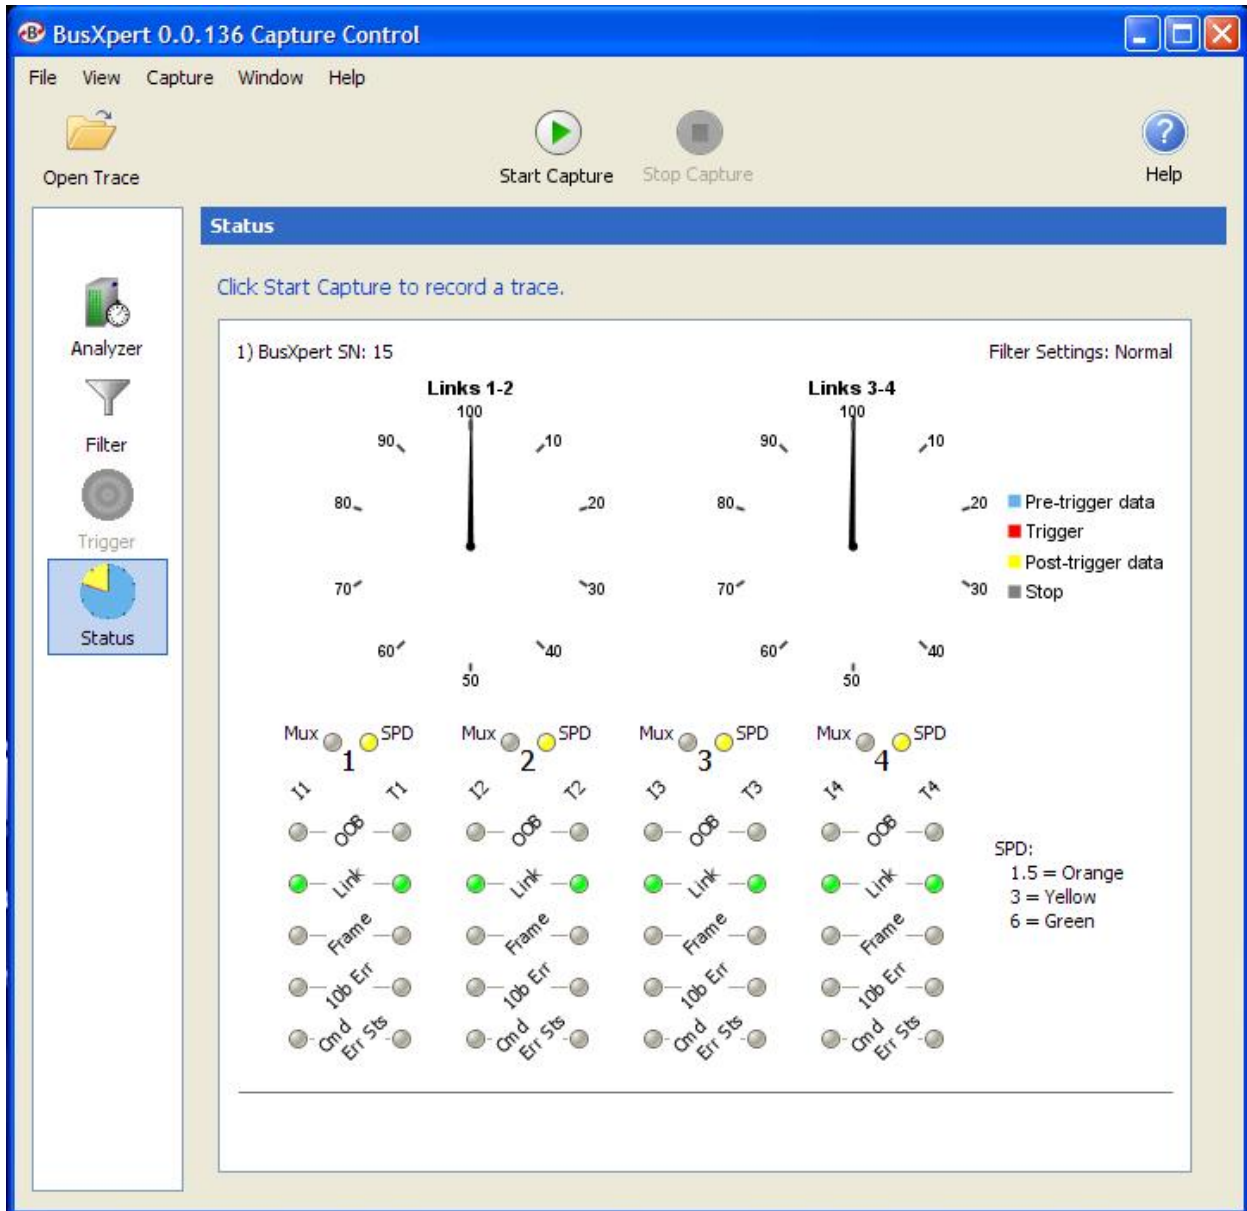 BusXpert 0.0.136 Capture Control
File View Capture Window Help
Open Trace
Start Capture
Stop Capture
Help
Status
Click Start Capture to record a trace.
Analyzer
Filter
Trigger
Status
1) BusXpert SN: 15
Filter Settings: Normal
Links 1-2
100
10
20
30
40
50
60
70
80
90
Links 3-4
100
10
20
30
40
50
60
70
80
90
Pre-trigger data
Trigger
Post-trigger data
Stop
Mux SPD Mux SPD Mux SPD Mux SPD
1 2 3 4
I1 T1 I2 T2 I3 T3 I4 T4
OOB OOB OOB OOB
Link Link Link Link
Frame Frame Frame Frame
10b Err 10b Err 10b Err 10b Err
Cmd Sts Cmd Sts Cmd Sts Cmd Sts
Err Err Err Err
SPD:
1.5 = Orange
3 = Yellow
6 = Green